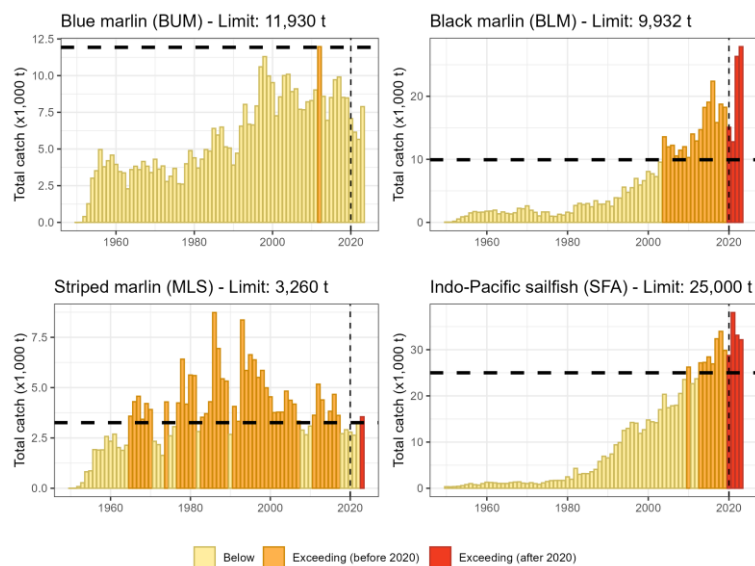 Blue marlin (BUM) - Limit: 11,930 t
Total catch (x1,000 t)
12.5
10.0
7.5
5.0
2.5
0.0
1960 1980 2000 2020
Black marlin (BLM) - Limit: 9,932 t
Total catch (x1,000 t)
20
10
0
1960 1980 2000 2020
Striped marlin (MLS) - Limit: 3,260 t
Total catch (x1,000 t)
7.5
5.0
2.5
0.0
1960 1980 2000 2020
Indo-Pacific sailfish (SFA) - Limit: 25,000 t
Total catch (x1,000 t)
30
20
10
0
1960 1980 2000 2020
Below Exceeding (before 2020) Exceeding (after 2020)